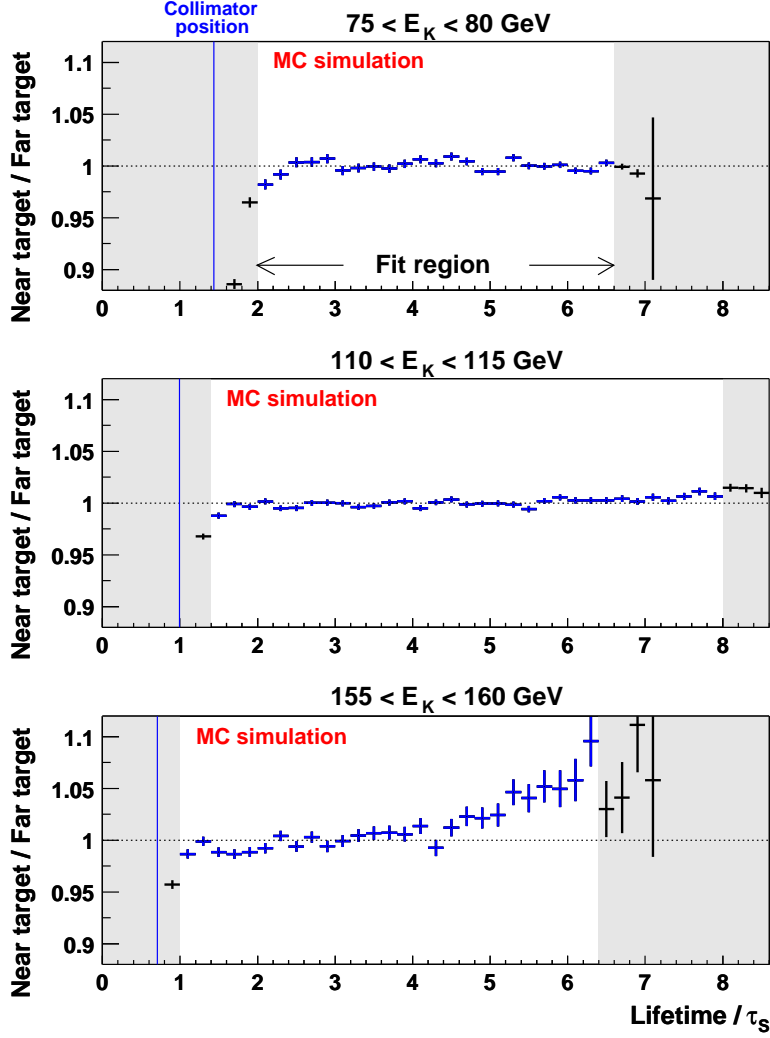 Collimator
position
75 < E_K < 80 GeV
MC simulation
Near target / Far target
1.1
1.05
1
0.95
0.9
Fit region
0 1 2 3 4 5 6 7 8
110 < E_K < 115 GeV
MC simulation
Near target / Far target
1.1
1.05
1
0.95
0.9
0 1 2 3 4 5 6 7 8
155 < E_K < 160 GeV
MC simulation
Near target / Far target
1.1
1.05
1
0.95
0.9
0 1 2 3 4 5 6 7 8
Lifetime / τ_S